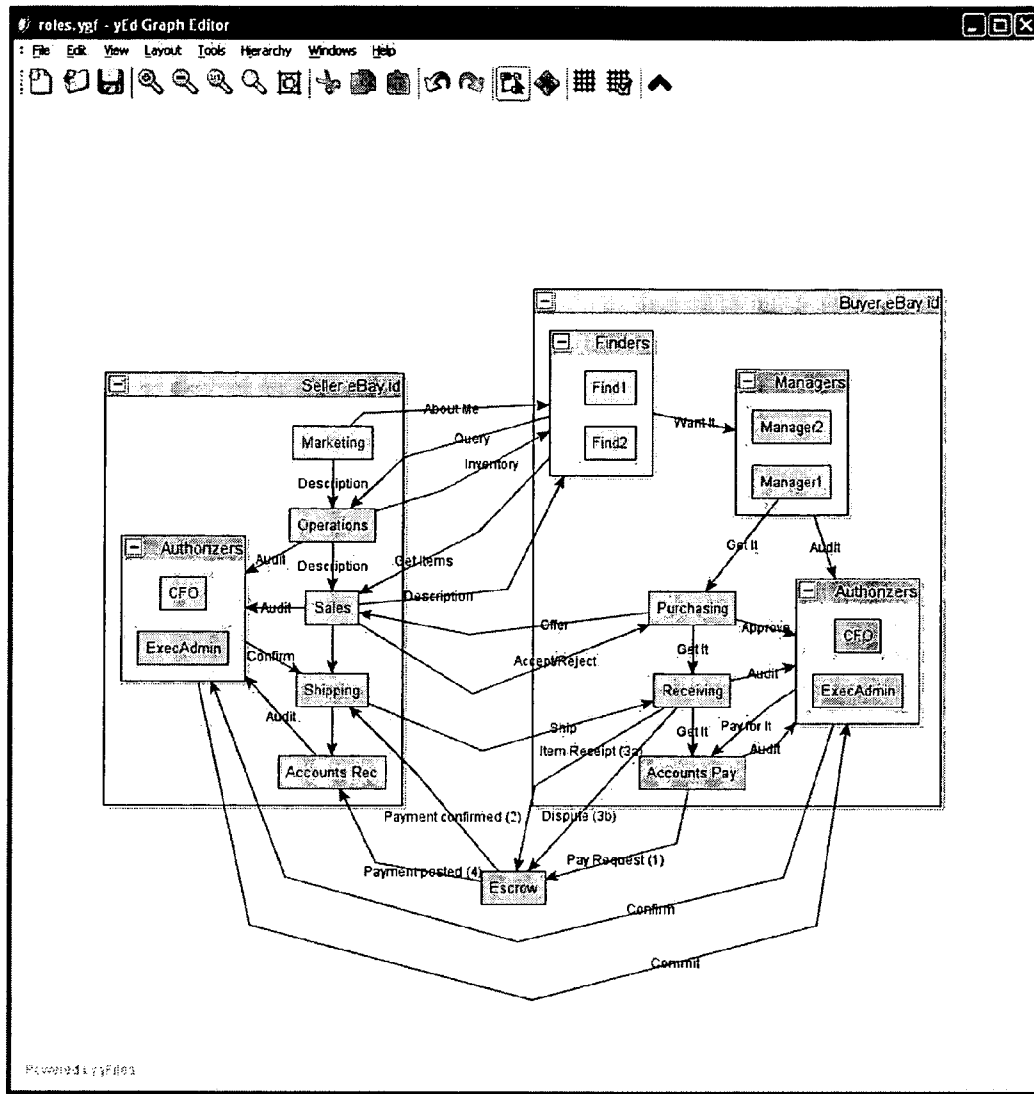 roles.ygf - yEd Graph Editor
File Edit View Layout Tools Hierarchy Windows Help
Buyer.eBay.id
Finders
Find1
Find2
Managers
Manager2
Manager1
Seller.eBay.id
Marketing
About Me
Want It
Query
Inventory
Description
Operations
Authorizers
CFO
ExecAdmin
Audit
Description
Get Items
Get It
Audit
Audit
Sales
Description
Purchasing
Authorizers
CFO
ExecAdmin
Offer
Approve
Confirm
Accept/Reject
Get It
Shipping
Receiving
Audit
Audit
Ship
Get It
Pay for It
Item Receipt (3a)
Audit
Accounts Rec
Accounts Pay
Payment confirmed (2)
Dispute (3b)
Payment posted (4)
Pay Request (1)
Escrow
Confirm
Commit
Powered by yFiles